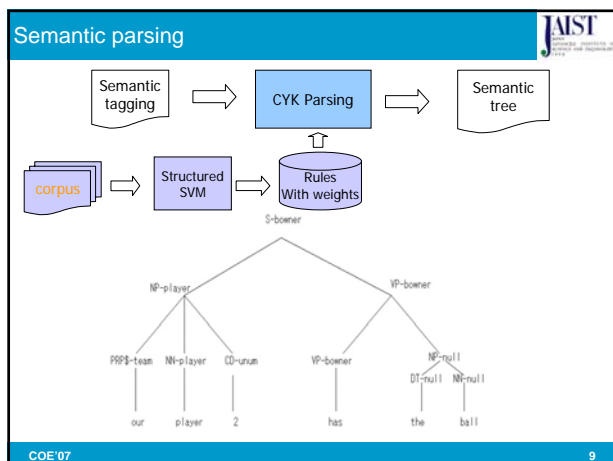 Semantic parsing
JAIST
Semantic
tagging
CYK Parsing
Semantic
tree
corpus
Structured
SVM
Rules
With weights
S-bowner
NP-player
VP-bowner
PRP$-team NN-player CD-unum VP-bowner NP-null
DT-null NN-null
our player 2 has the ball
COE'07 9